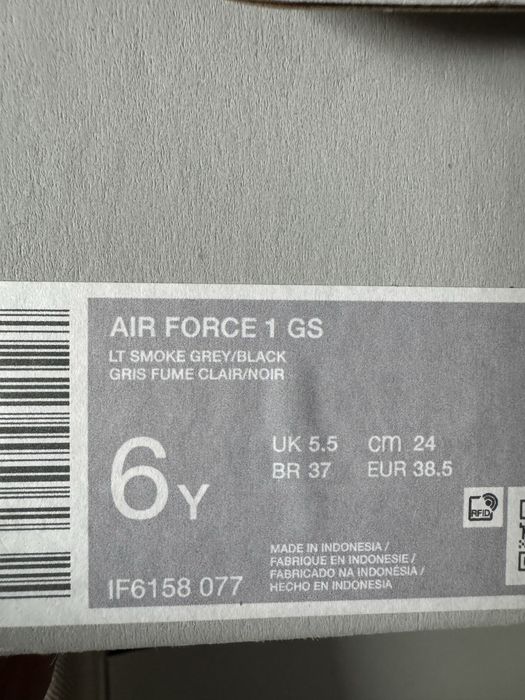 AIR FORCE 1 GS
LT SMOKE GREY/BLACK
GRIS FUME CLAIR/NOIR
6Y
UK 5.5 cm 24
BR 37 EUR 38.5
RFID
MADE IN INDONESIA /
FABRIQUE EN INDONESIE /
FABRICADO NA INDONÉSIA /
HECHO EN INDONESIA
IF6158 077